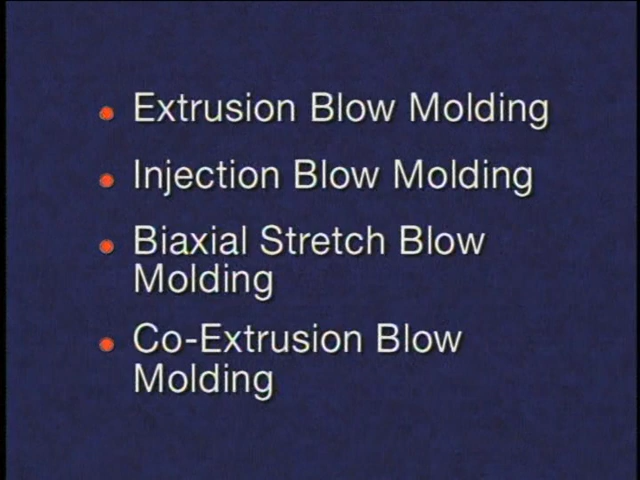 Extrusion Blow Molding
Injection Blow Molding
Biaxial Stretch Blow
Molding
Co-Extrusion Blow
Molding